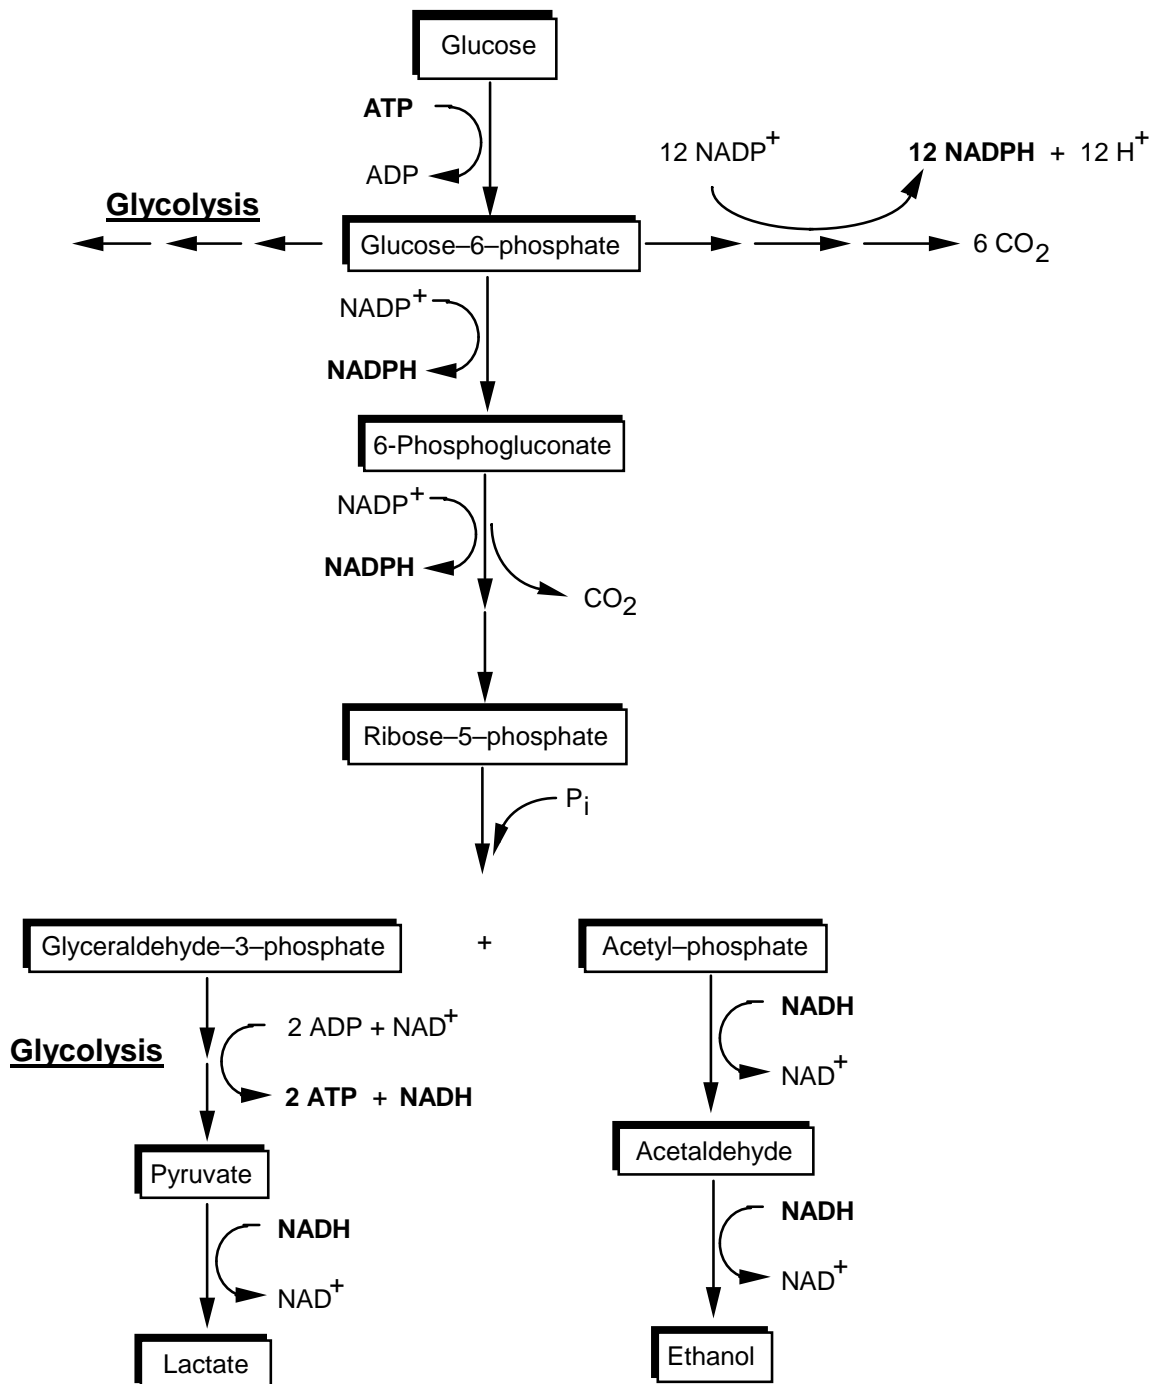 Glucose
ATP
ADP
12 NADP+
12 NADPH + 12 H+
Glycolysis
Glucose–6–phosphate
6 CO2
NADP+
NADPH
6-Phosphogluconate
NADP+
NADPH
CO2
Ribose–5–phosphate
Pi
Glyceraldehyde–3–phosphate
+
Acetyl–phosphate
2 ADP + NAD+
Glycolysis
2 ATP + NADH
NADH
NAD+
Pyruvate
Acetaldehyde
NADH
NAD+
NADH
NAD+
Lactate
Ethanol